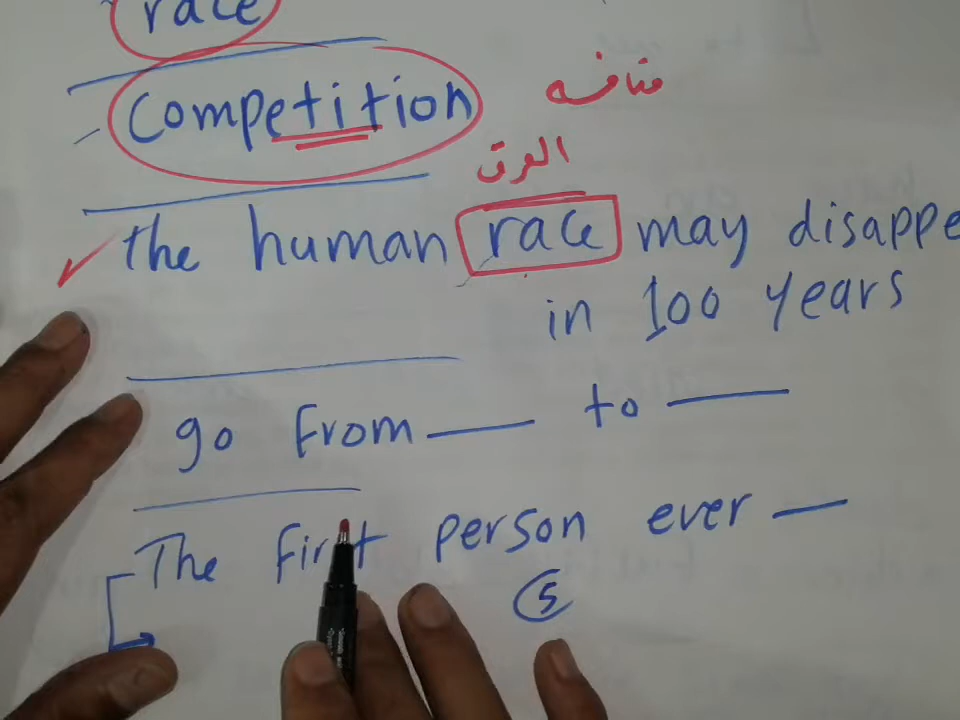 race
competition منافسه
العرق
the human race may disappe
in 100 years
go from — to —
The first person ever —
5